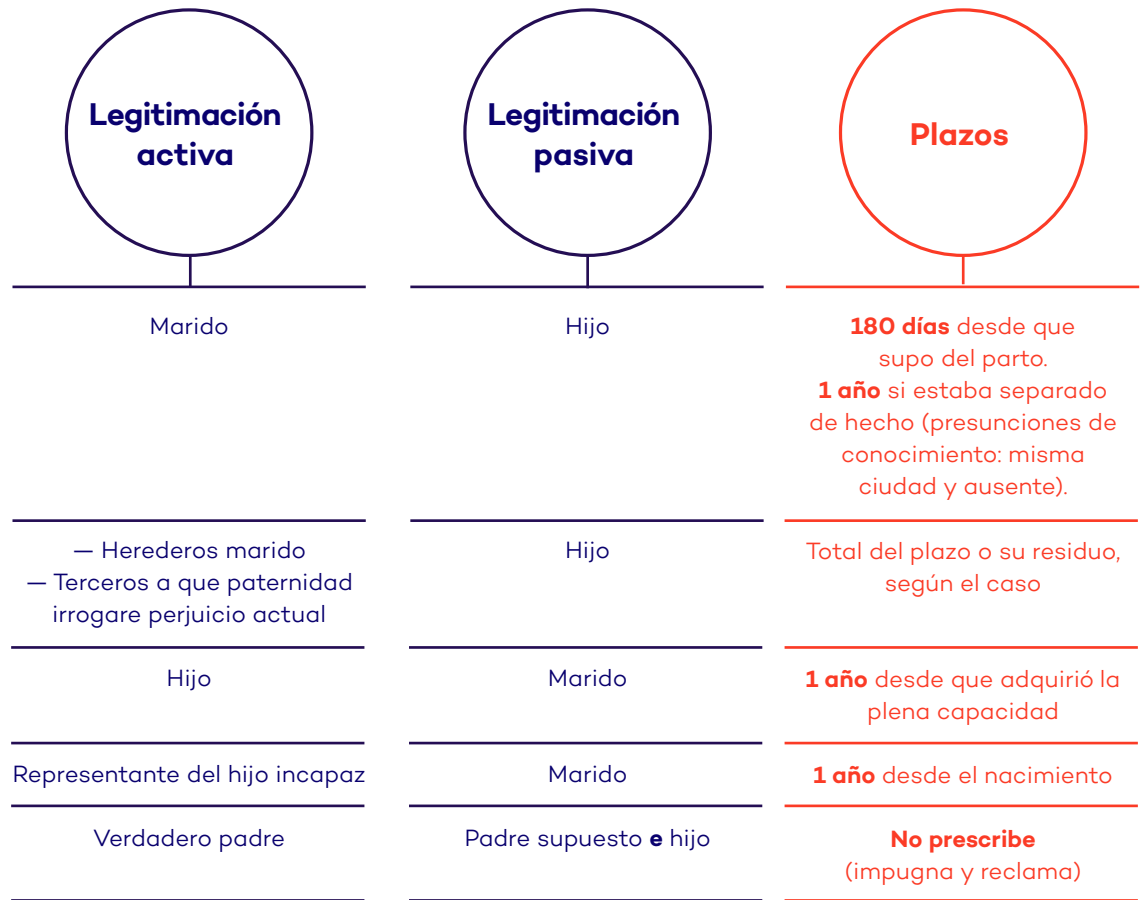 Legitimación
activa
Legitimación
pasiva
Plazos
Marido
Hijo
180 días desde que
supo del parto.
1 año si estaba separado
de hecho (presunciones de
conocimiento: misma
ciudad y ausente).
— Herederos marido
— Terceros a que paternidad
irrogare perjuicio actual
Hijo
Total del plazo o su residuo,
según el caso
Hijo
Marido
1 año desde que adquirió la
plena capacidad
Representante del hijo incapaz
Marido
1 año desde el nacimiento
Verdadero padre
Padre supuesto e hijo
No prescribe
(impugna y reclama)